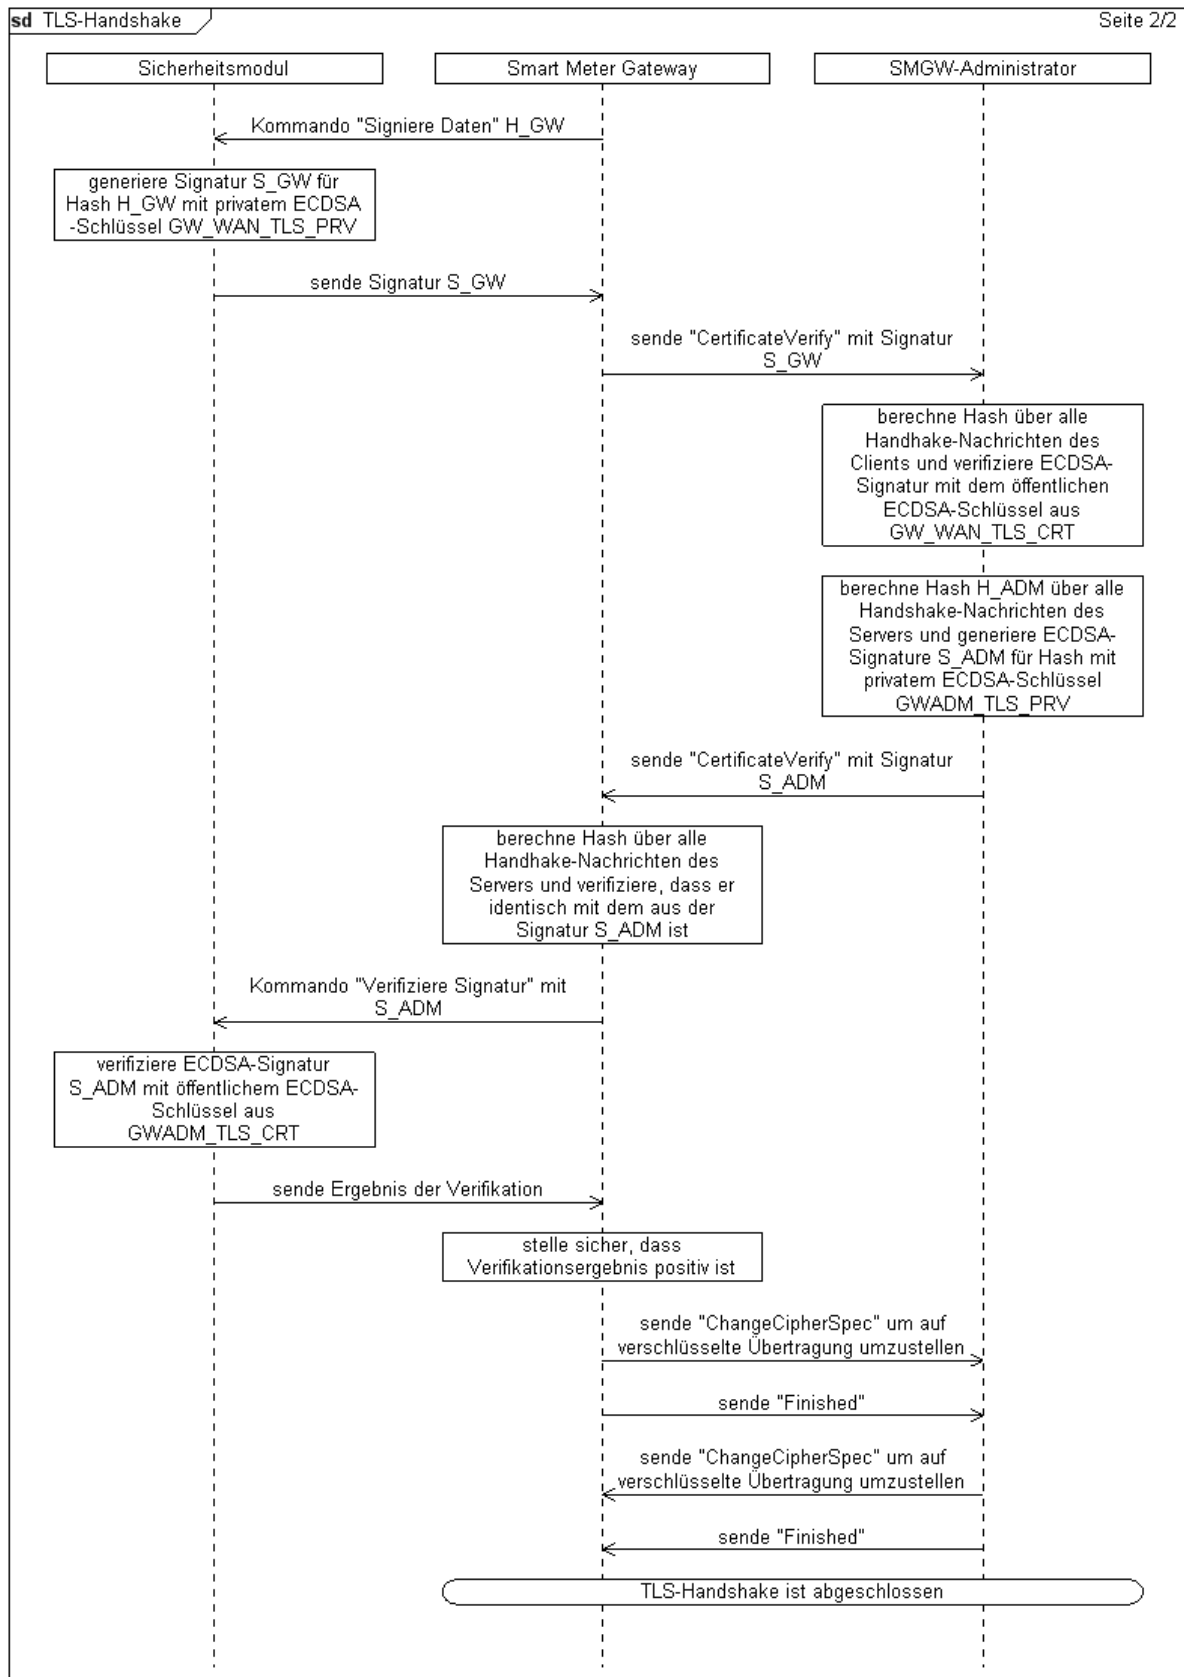 sd TLS-Handshake
Seite 2/2
Sicherheitsmodul
Smart Meter Gateway
SMGW-Administrator
Kommando "Signiere Daten" H_GW
generiere Signatur S_GW für
Hash H_GW mit privatem ECDSA
-Schlüssel GW_WAN_TLS_PRV
sende Signatur S_GW
sende "CertificateVerify" mit Signatur
S_GW
berechne Hash über alle
Handhake-Nachrichten des
Clients und verifiziere ECDSA-
Signatur mit dem öffentlichen
ECDSA-Schlüssel aus
GW_WAN_TLS_CRT
berechne Hash H_ADM über alle
Handshake-Nachrichten des
Servers und generiere ECDSA-
Signature S_ADM für Hash mit
privatem ECDSA-Schlüssel
GWADM_TLS_PRV
sende "CertificateVerify" mit Signatur
S_ADM
berechne Hash über alle
Handhake-Nachrichten des
Servers und verifiziere, dass er
identisch mit dem aus der
Signatur S_ADM ist
Kommando "Verifiziere Signatur" mit
S_ADM
verifiziere ECDSA-Signatur
S_ADM mit öffentlichem ECDSA-
Schlüssel aus
GWADM_TLS_CRT
sende Ergebnis der Verifikation
stelle sicher, dass
Verifikationsergebnis positiv ist
sende "ChangeCipherSpec" um auf
verschlüsselte Übertragung umzustellen
sende "Finished"
sende "ChangeCipherSpec" um auf
verschlüsselte Übertragung umzustellen
sende "Finished"
TLS-Handshake ist abgeschlossen